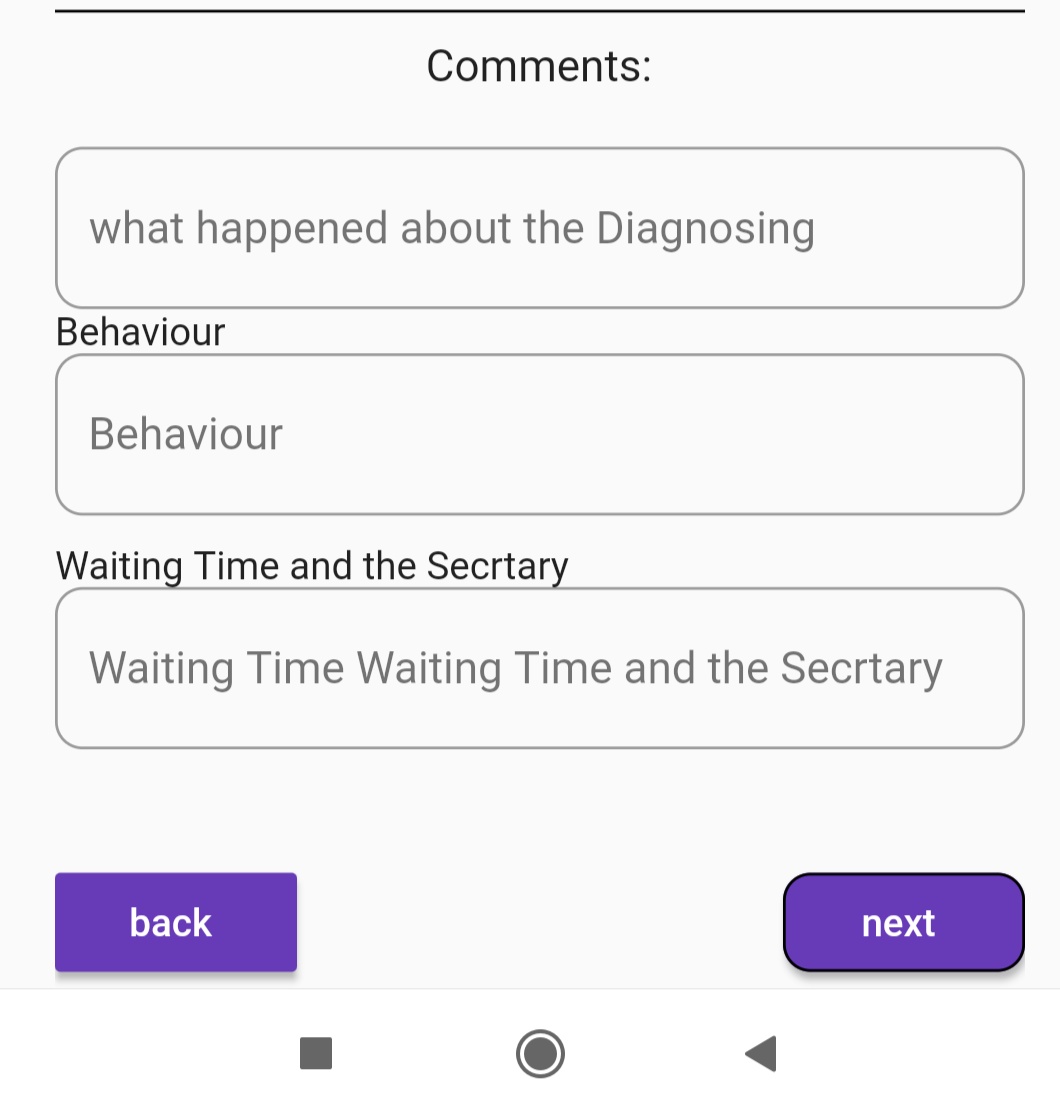 Comments:
what happened about the Diagnosing
Behaviour
Behaviour
Waiting Time and the Secrtary
Waiting Time Waiting Time and the Secrtary
back
next